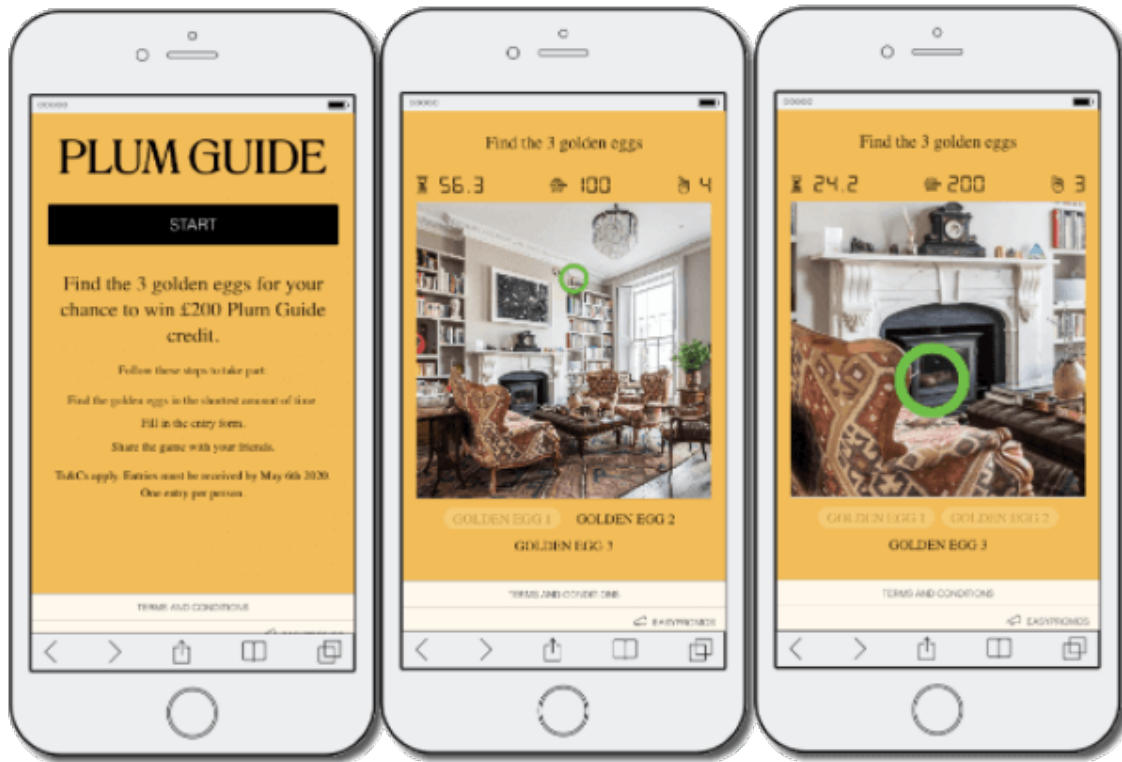 PLUM GUIDE
START
Find the 3 golden eggs for your
chance to win £200 Plum Guide
credit.
Follow these steps to take part:
Find the golden eggs in the shortest amount of time
Fill in the entry form.
Share the game with your friends.
Ts&Cs apply. Entries must be received by May 6th 2020.
One entry per person.
TERMS AND CONDITIONS
Find the 3 golden eggs
56.3 100 4
GOLDEN EGG 1 GOLDEN EGG 2
GOLDEN EGG 3
TERMS AND CONDITIONS
EASYPROMOS
Find the 3 golden eggs
24.2 200 3
GOLDEN EGG 1 GOLDEN EGG 2
GOLDEN EGG 3
TERMS AND CONDITIONS
EASYPROMOS